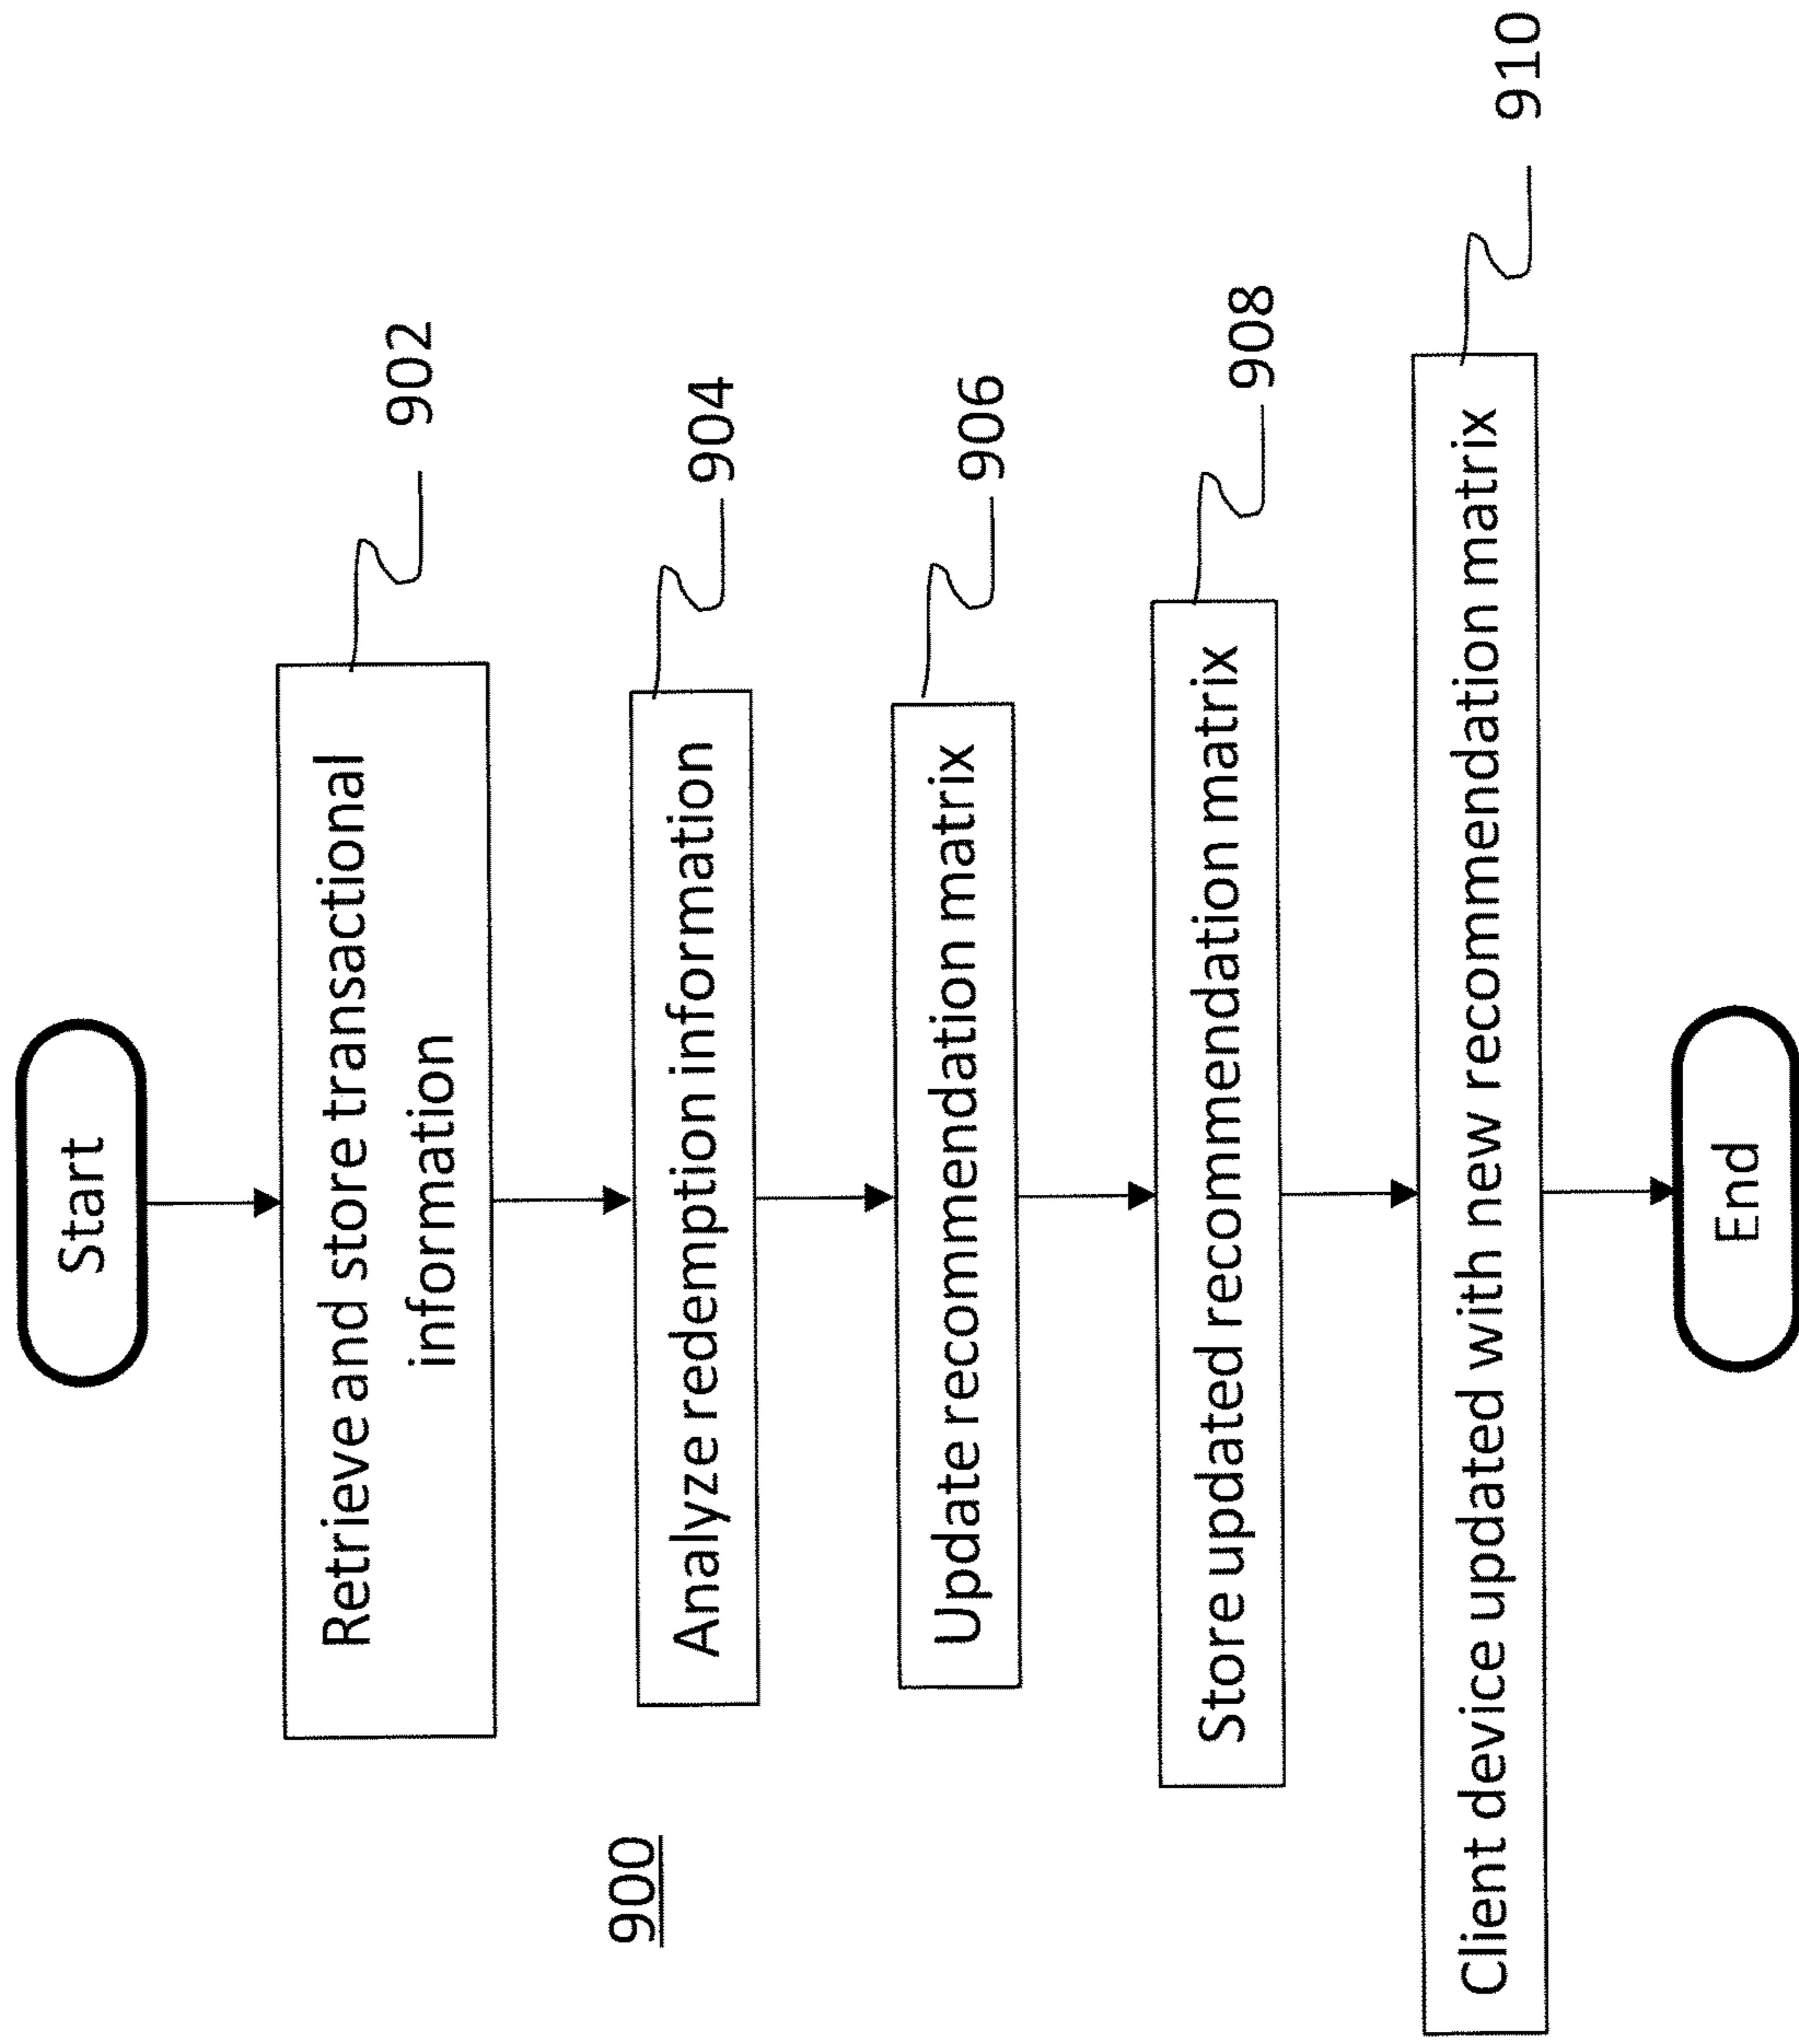 Start
Retrieve and store transactional
information
902
Analyze redemption information
904
900
Update recommendation matrix
906
Store updated recommendation matrix
908
Client device updated with new recommendation matrix
910
End